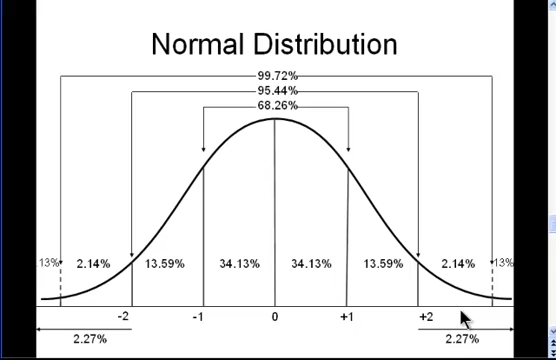 Normal Distribution
99.72%
95.44%
68.26%
.13% 2.14% 13.59% 34.13% 34.13% 13.59% 2.14% .13%
-2 -1 0 +1 +2
2.27% 2.27%